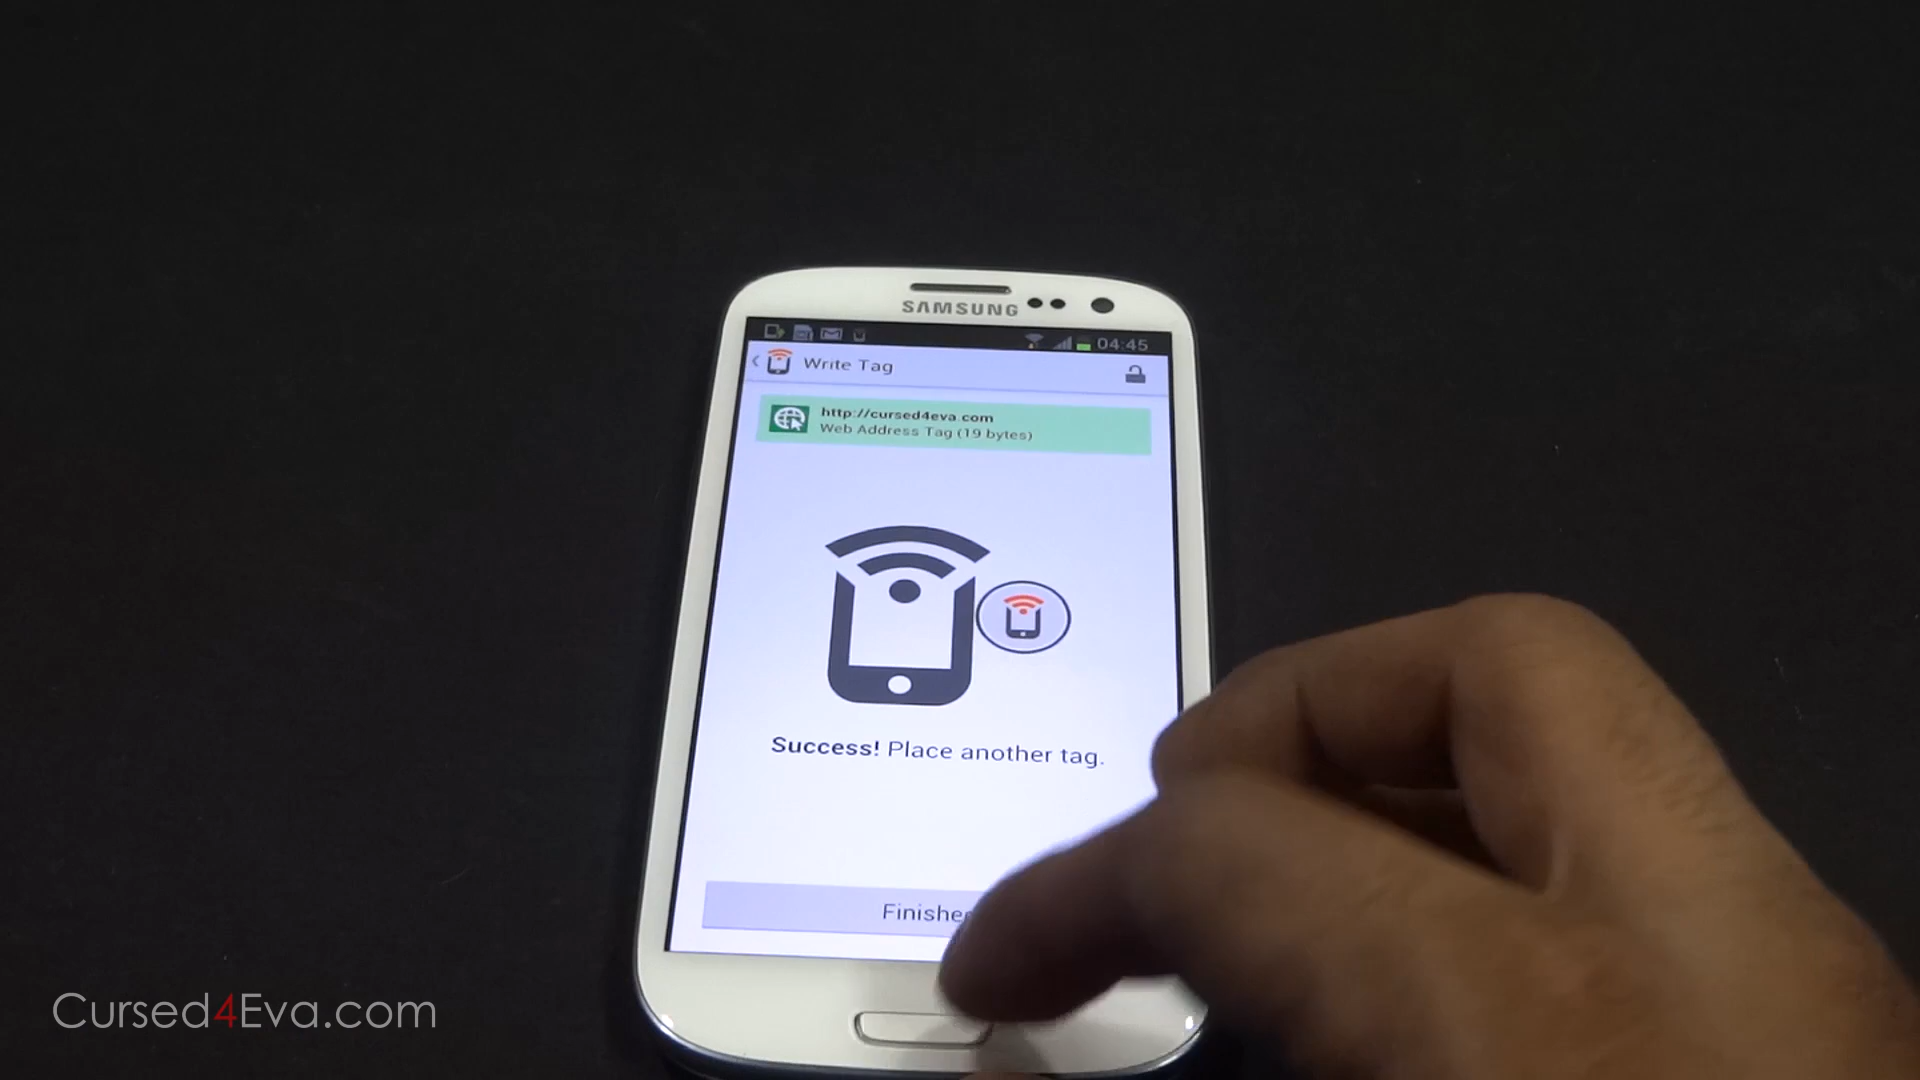 SAMSUNG
04:45
Write Tag
http://cursed4eva.com
Web Address Tag (19 bytes)
Success! Place another tag.
Finished
Cursed4Eva.com